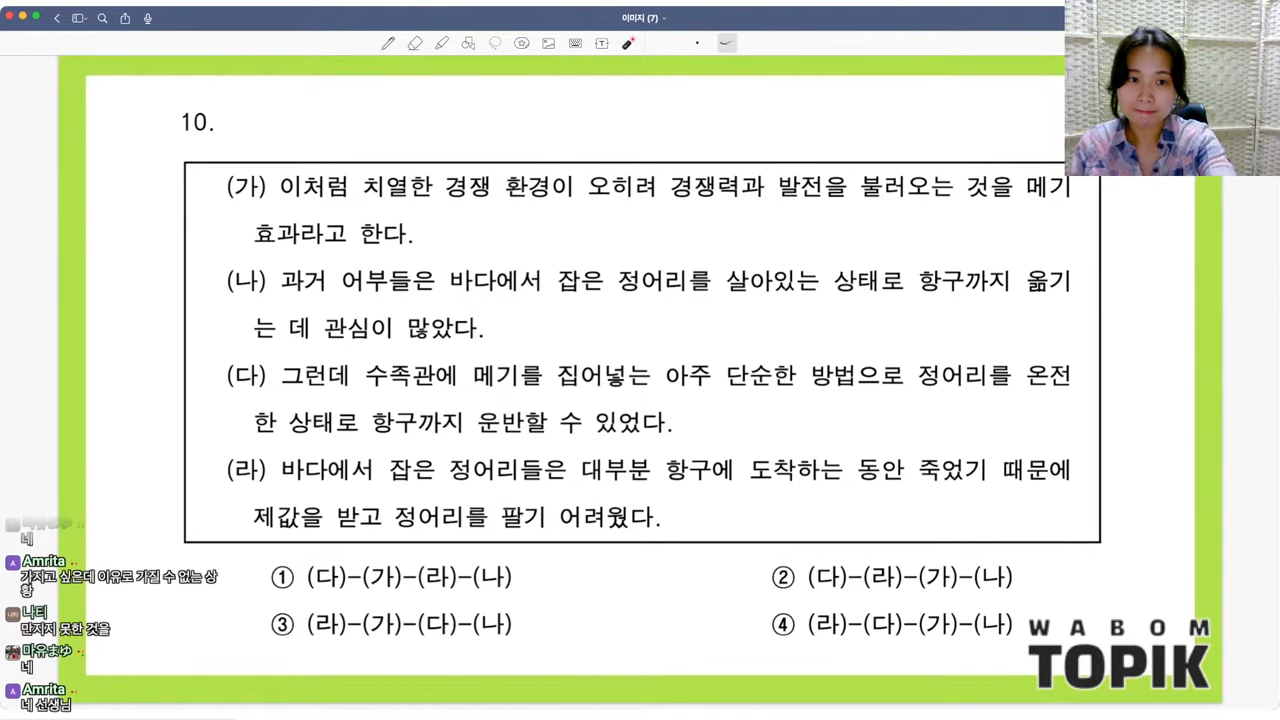 이미지 (7)
10.
(가) 이처럼 치열한 경쟁 환경이 오히려 경쟁력과 발전을 불러오는 것을 메기
효과라고 한다.
(나) 과거 어부들은 바다에서 잡은 정어리를 살아있는 상태로 항구까지 옮기
는 데 관심이 많았다.
(다) 그런데 수족관에 메기를 집어넣는 아주 단순한 방법으로 정어리를 온전
한 상태로 항구까지 운반할 수 있었다.
(라) 바다에서 잡은 정어리들은 대부분 항구에 도착하는 동안 죽었기 때문에
제값을 받고 정어리를 팔기 어려웠다.
① (다)-(가)-(라)-(나)
② (다)-(라)-(가)-(나)
③ (라)-(가)-(다)-(나)
④ (라)-(다)-(가)-(나)
WABOM
TOPIK
네
Amrita
가지고 싶은데 이유로 가질 수 없는 상
황
나티
만지지 못한 것을
마유まゆ
네
Amrita
네 선생님